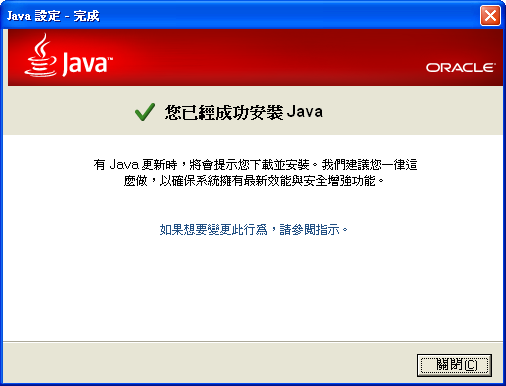 Java 設定 - 完成
Java™
ORACLE
您已經成功安裝 Java
有 Java 更新時，將會提示您下載並安裝。我們建議您一律這
麼做，以確保系統擁有最新效能與安全增強功能。
如果想要變更此行為，請參閱指示。
關閉(C)